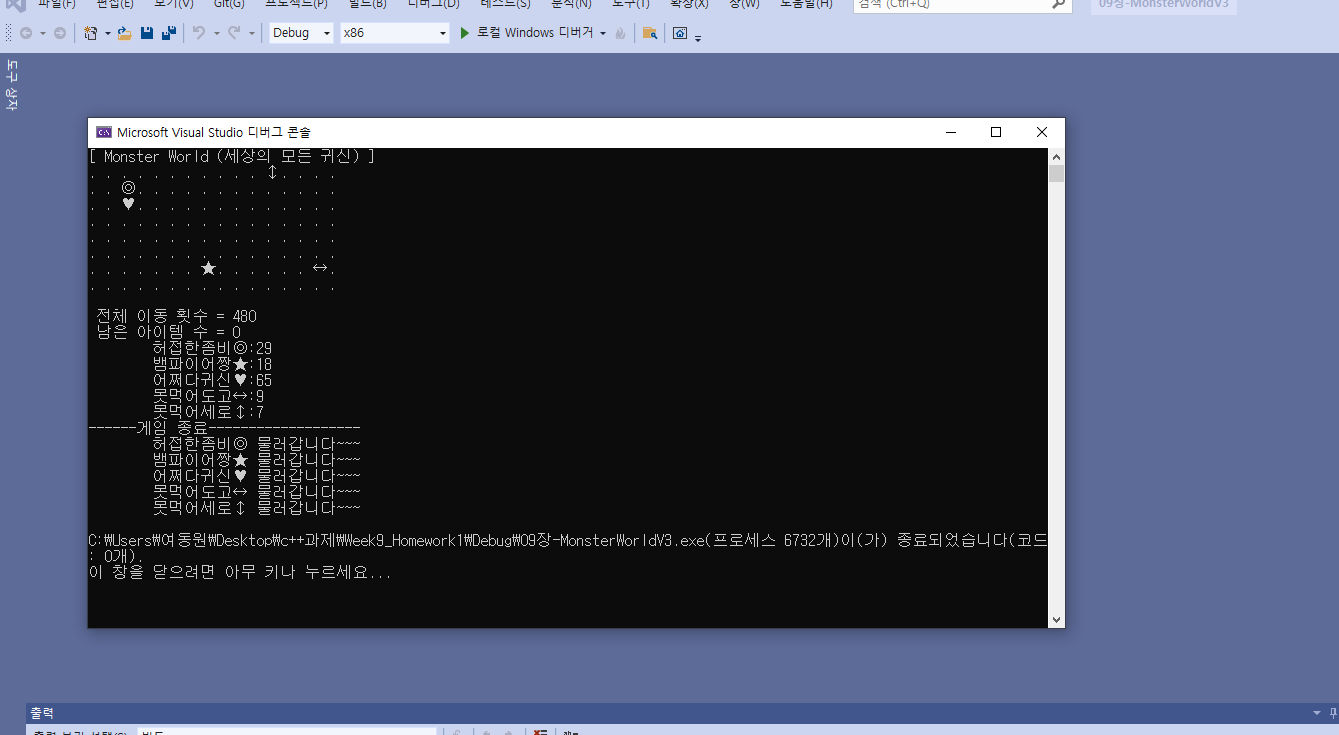 파일(F) 편집(E) 보기(V) Git(G) 프로젝트(P) 빌드(B) 디버그(D) 테스트(S) 분석(N) 도구(T) 확장(X) 창(W) 도움말(H) 검색 (Ctrl+Q) 09장-MonsterWorldV3
Debug x86 로컬 Windows 디버거
도구 상자
Microsoft Visual Studio 디버그 콘솔
[ Monster World (세상의 모든 귀신) ]
. . . . . . . . . . . ↕. . . .
. . ◎. . . . . . . . . . . . .
. . ♥. . . . . . . . . . . . .
. . . . . . . . . . . . . . . .
. . . . . . . . . . . . . . . .
. . . . . . . . . . . . . . . .
. . . . . . . ★. . . . . . ↔.
. . . . . . . . . . . . . . . .
전체 이동 횟수 = 480
남은 아이템 수 = 0
허접한좀비◎:29
뱀파이어짱★:18
어쩌다귀신♥:65
못먹어도고↔:9
못먹어세로↕:7
------게임 종료-------------------
허접한좀비◎ 물러갑니다~~~
뱀파이어짱★ 물러갑니다~~~
어쩌다귀신♥ 물러갑니다~~~
못먹어도고↔ 물러갑니다~~~
못먹어세로↕ 물러갑니다~~~
C:₩Users₩여동원₩Desktop₩c++과제₩Week9_Homework1₩Debug₩09장-MonsterWorldV3.exe(프로세스 6732개)이(가) 종료되었습니다(코드
: 0개).
이 창을 닫으려면 아무 키나 누르세요...
출력